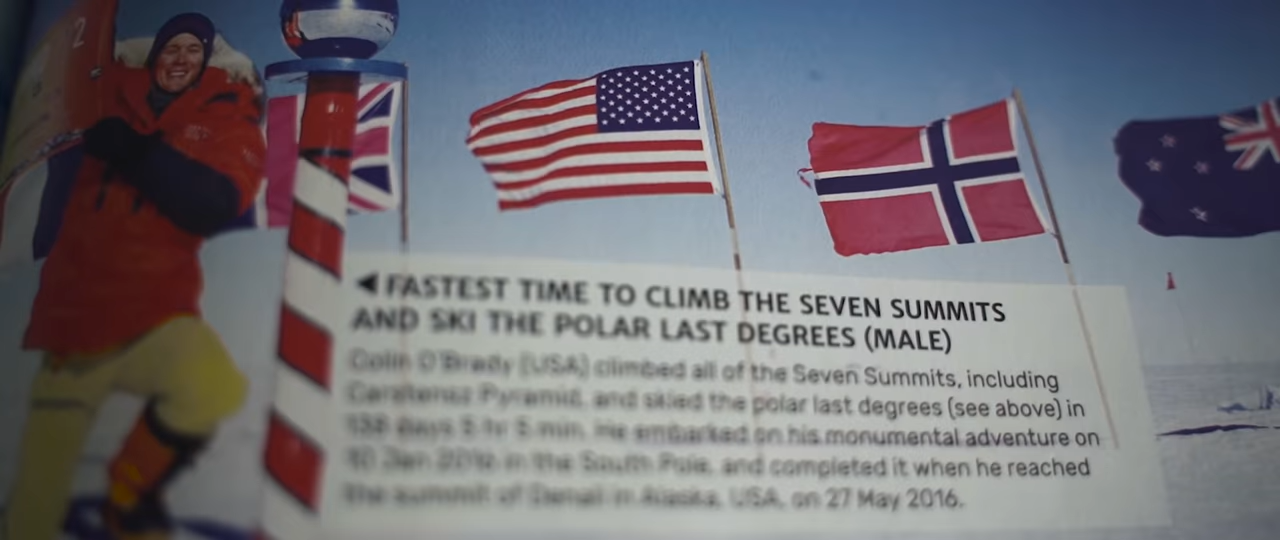 2
◀ FASTEST TIME TO CLIMB THE SEVEN SUMMITS
AND SKI THE POLAR LAST DEGREES (MALE)
Colin O'Brady (USA) climbed all of the Seven Summits, including
Carstensz Pyramid, and skied the polar last degrees (see above) in
138 days 5 hr 5 min. He embarked on his monumental adventure on
10 Jan 2016 in the South Pole, and completed it when he reached
the summit of Denali in Alaska, USA, on 27 May 2016.